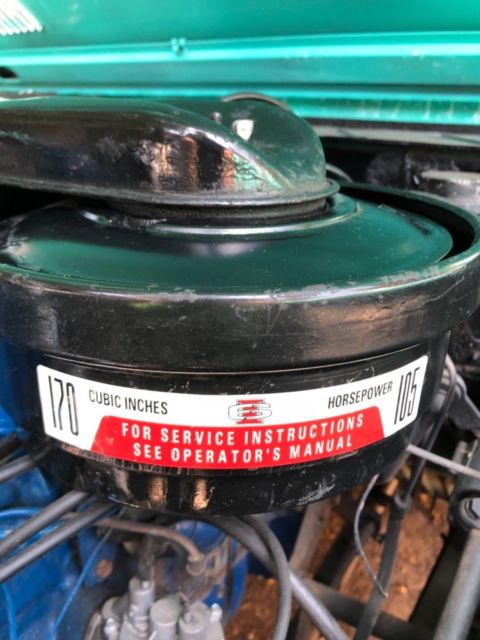 170 CUBIC INCHES HORSEPOWER 105
FOR SERVICE INSTRUCTIONS
SEE OPERATOR'S MANUAL